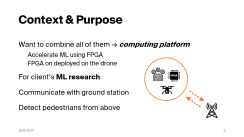 Context & Purpose
Want to combine all of them → computing platform
Accelerate ML using FPGA
FPGA on deployed on the drone
For client's ML research
Communicate with ground station
Detect pedestrians from above